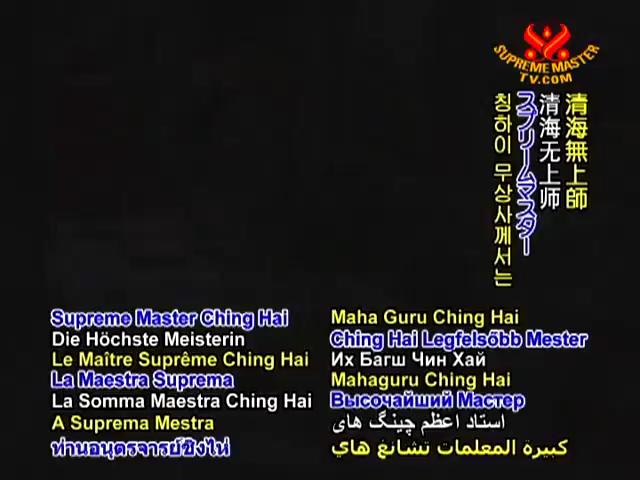 SUPREME MASTER
TV.COM
清海無上師
清海无上师
スプリームマスター
칭하이 무상사께서는
Supreme Master Ching Hai
Die Höchste Meisterin
Le Maître Suprême Ching Hai
La Maestra Suprema
La Somma Maestra Ching Hai
A Suprema Mestra
ท่านอนุตราจารย์ชิงไห่
Maha Guru Ching Hai
Ching Hai Legfelsőbb Mester
Их Багш Чин Хай
Mahaguru Ching Hai
Высочайший Мастер
استاد اعظم چینگ های
كبيرة المعلمات تشانغ هاي